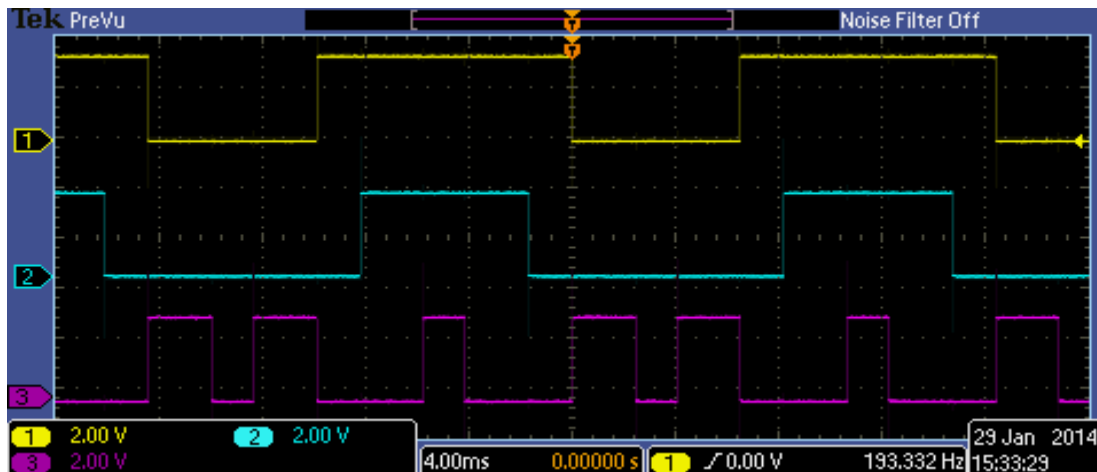 Tek PreVu Noise Filter Off
T
T
1
2
3
1 2.00 V 2 2.00 V
3 2.00 V
4.00ms 0.00000 s 1 0.00 V 193.332 Hz
29 Jan 2014
15:33:29